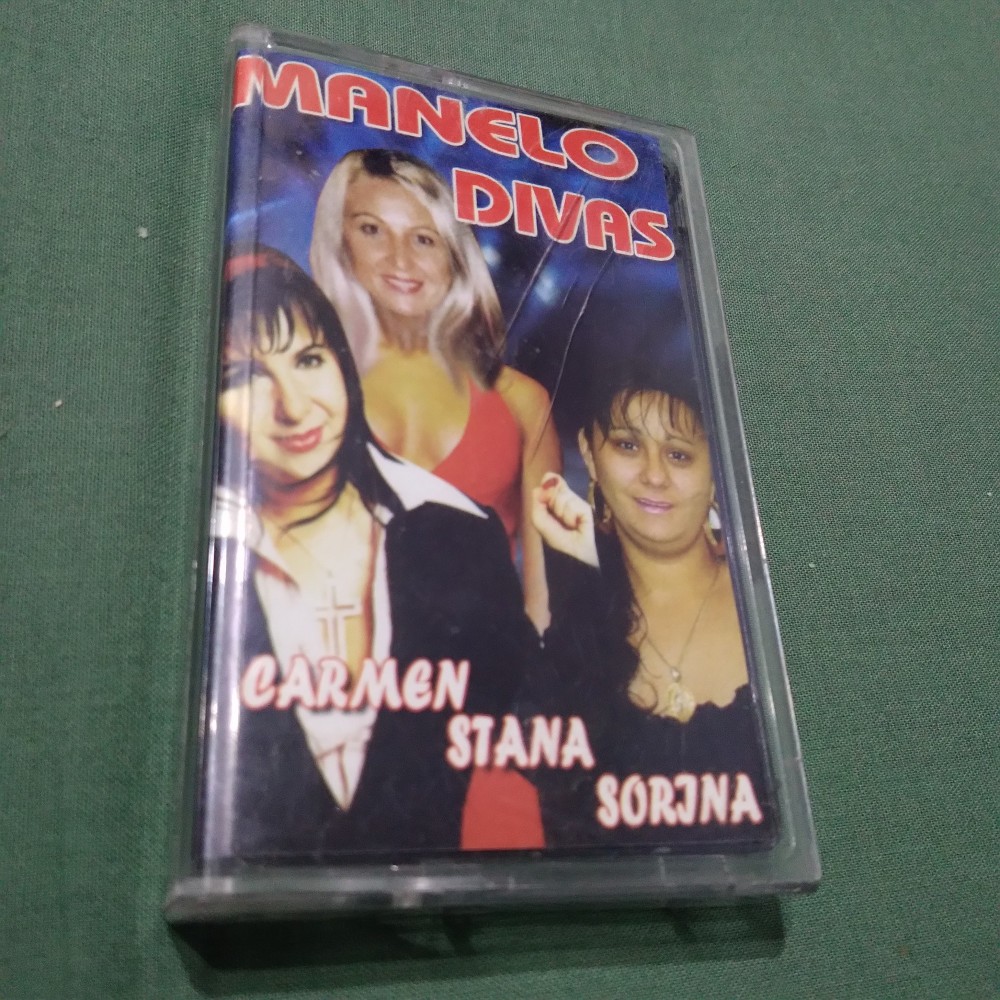 MANELO
DIVAS
CARMEN
STANA
SORINA